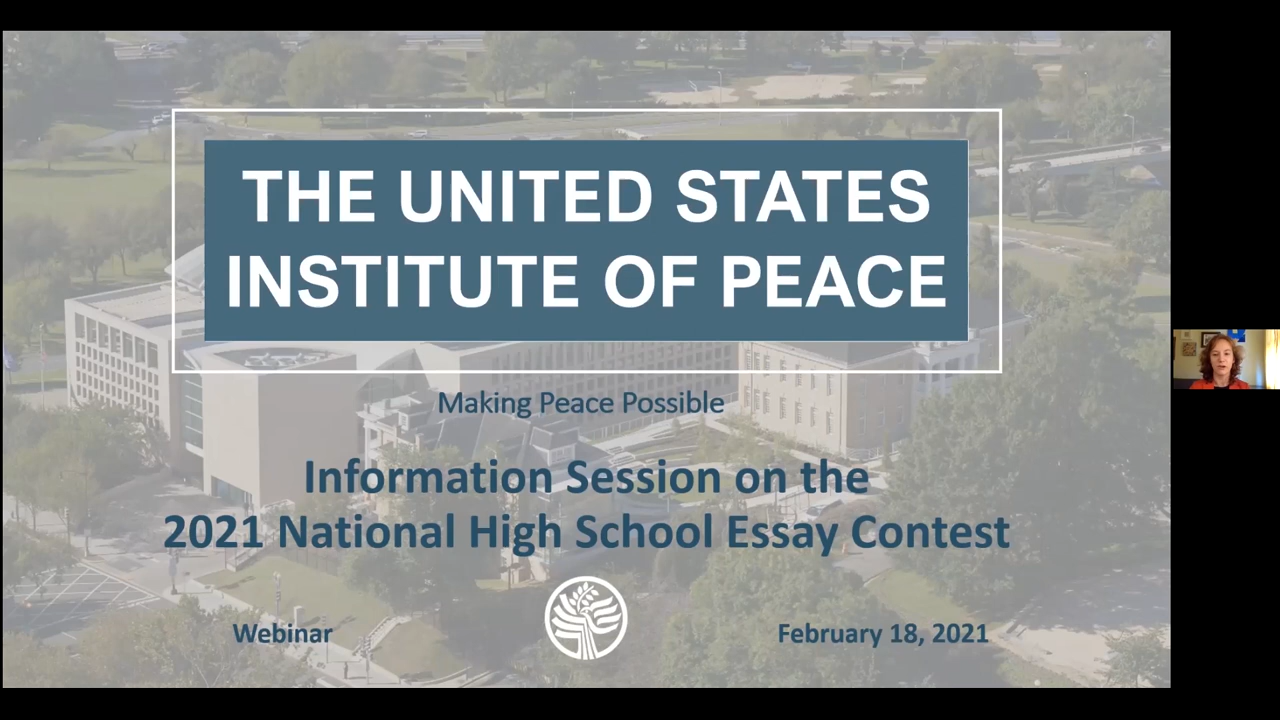 THE UNITED STATES
INSTITUTE OF PEACE
Making Peace Possible
Information Session on the
2021 National High School Essay Contest
Webinar
February 18, 2021